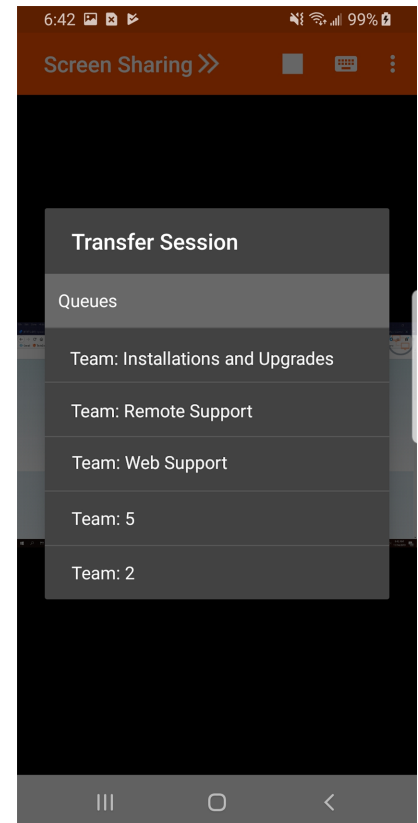 6:42 99%
Screen Sharing
Transfer Session
Queues
Team: Installations and Upgrades
Team: Remote Support
Team: Web Support
Team: 5
Team: 2